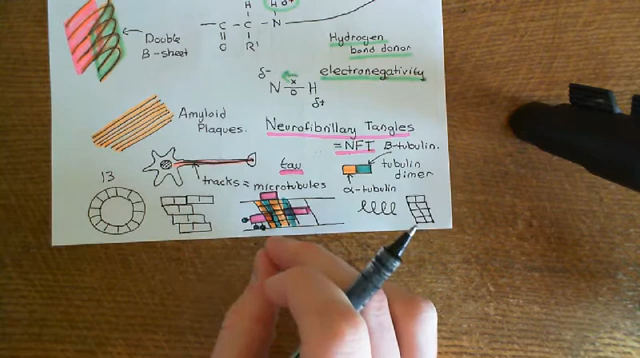 H δ+
— C — C — N
O R'
Double
B-sheet
Hydrogen
bond donor
electronegativity
δ- N H δ+
Amyloid
Plaques.
Neurofibrillary Tangles
= NFT B-tubulin.
tubulin
dimer
tau
tracks = microtubules
α-tubulin
13